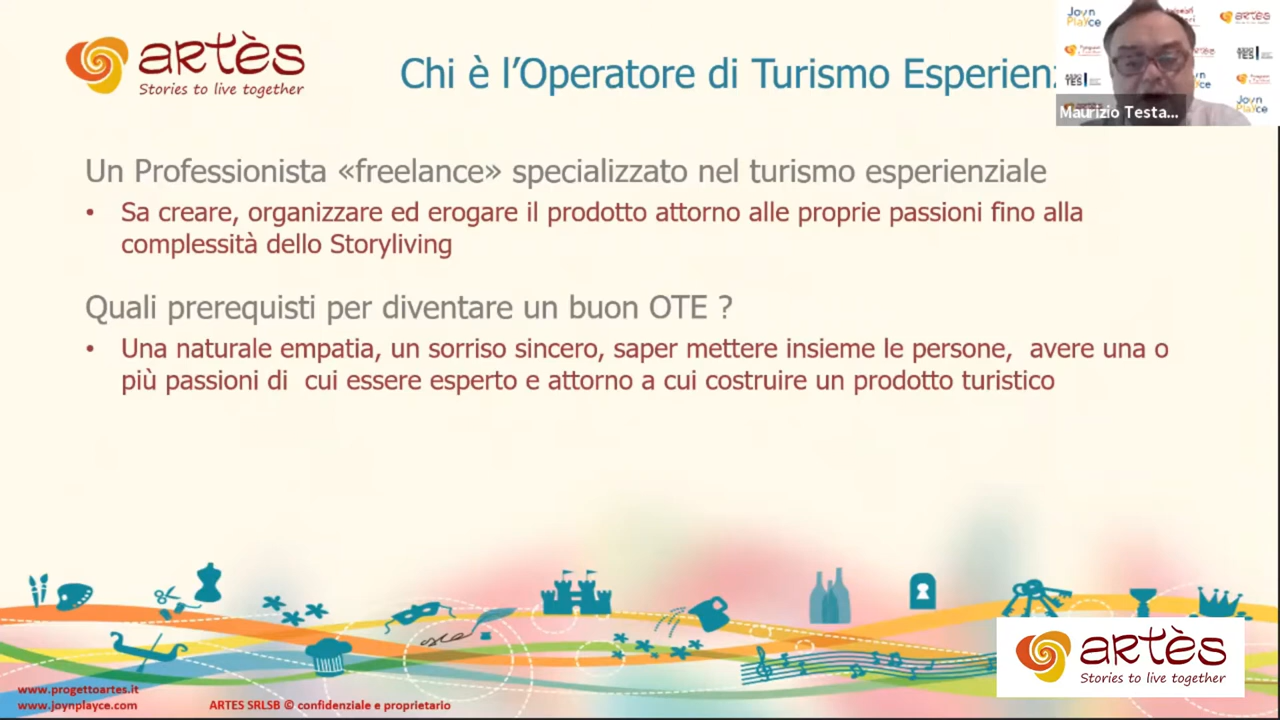 artès
Stories to live together
Chi è l'Operatore di Turismo Esperien
Maurizio Testa...
Un Professionista «freelance» specializzato nel turismo esperienziale
• Sa creare, organizzare ed erogare il prodotto attorno alle proprie passioni fino alla
complessità dello Storyliving
Quali prerequisti per diventare un buon OTE ?
• Una naturale empatia, un sorriso sincero, saper mettere insieme le persone, avere una o
più passioni di cui essere esperto e attorno a cui costruire un prodotto turistico
www.progettoartes.it
www.joynplayce.com
ARTES SRLSB © confidenziale e proprietario
artès
Stories to live together